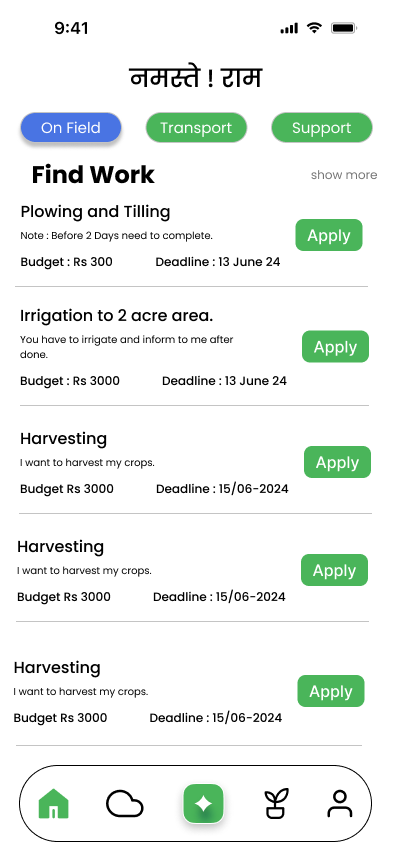 9:41
नमस्ते ! राम
On Field Transport Support
Find Work show more
Plowing and Tilling
Note : Before 2 Days need to complete.
Apply
Budget : Rs 300 Deadline : 13 June 24
Irrigation to 2 acre area.
You have to irrigate and inform to me after
done.
Apply
Budget : Rs 3000 Deadline : 13 June 24
Harvesting
I want to harvest my crops.
Apply
Budget Rs 3000 Deadline : 15/06-2024
Harvesting
I want to harvest my crops.
Apply
Budget Rs 3000 Deadline : 15/06-2024
Harvesting
I want to harvest my crops.
Apply
Budget Rs 3000 Deadline : 15/06-2024